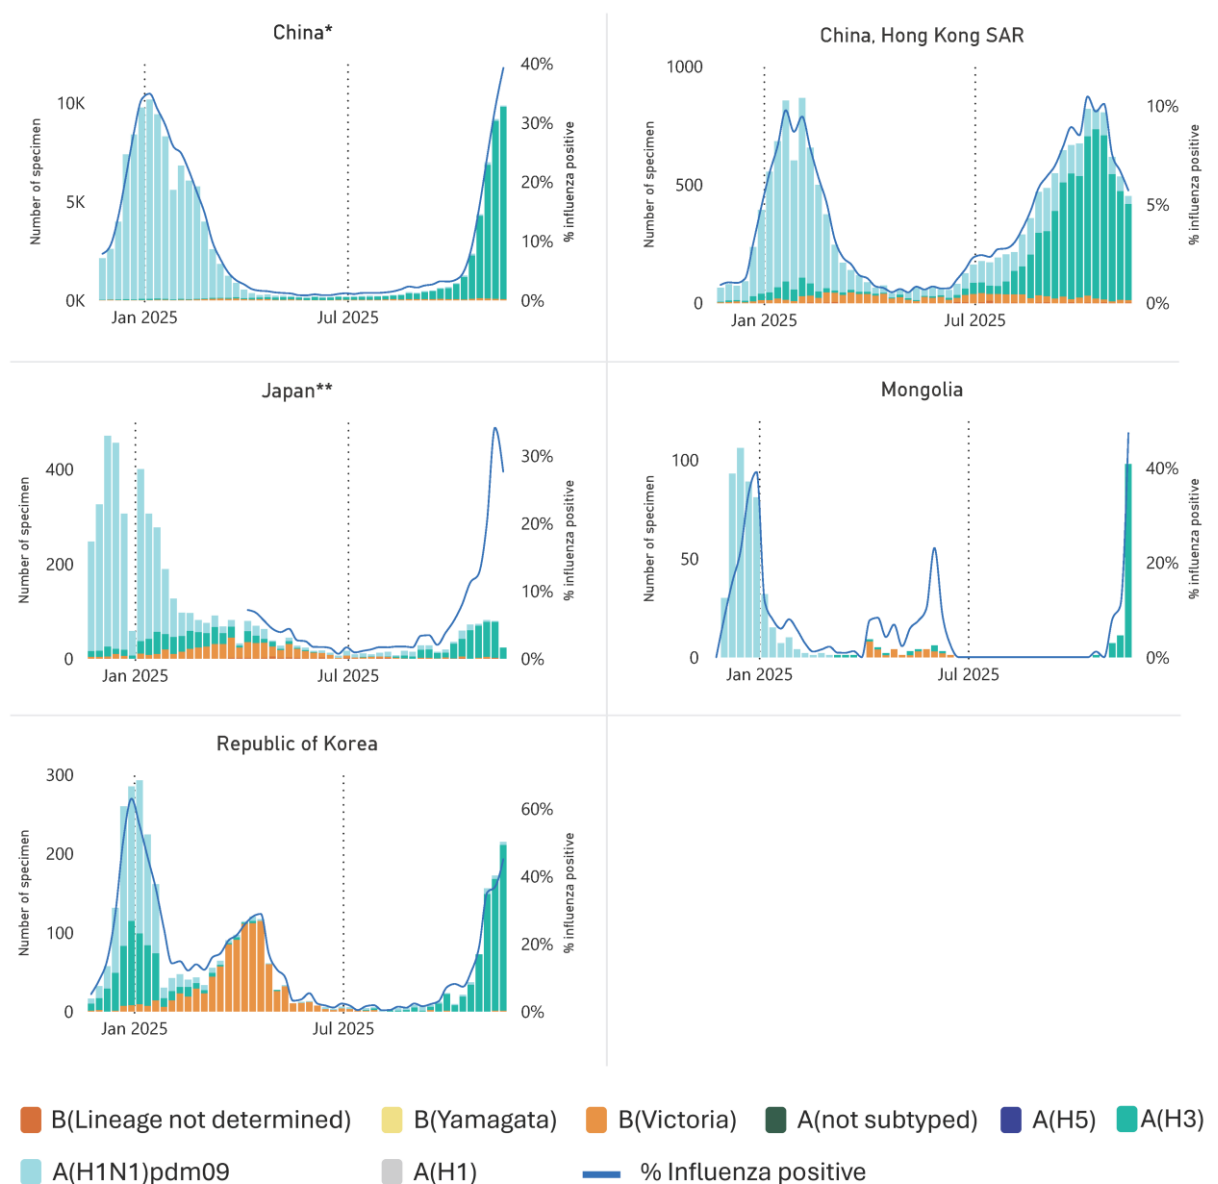 China*
Number of specimen
10K
5K
0K
40%
30%
20%
10%
0%
% influenza positive
Jan 2025
Jul 2025
China, Hong Kong SAR
Number of specimen
1000
500
0
10%
5%
0%
% influenza positive
Jan 2025
Jul 2025
Japan**
Number of specimen
400
200
0
30%
20%
10%
0%
% influenza positive
Jan 2025
Jul 2025
Mongolia
Number of specimen
100
50
0
40%
20%
0%
% influenza positive
Jan 2025
Jul 2025
Republic of Korea
Number of specimen
300
200
100
0
60%
40%
20%
0%
% influenza positive
Jan 2025
Jul 2025
B(Lineage not determined) B(Yamagata) B(Victoria) A(not subtyped) A(H5) A(H3)
A(H1N1)pdm09 A(H1) % Influenza positive